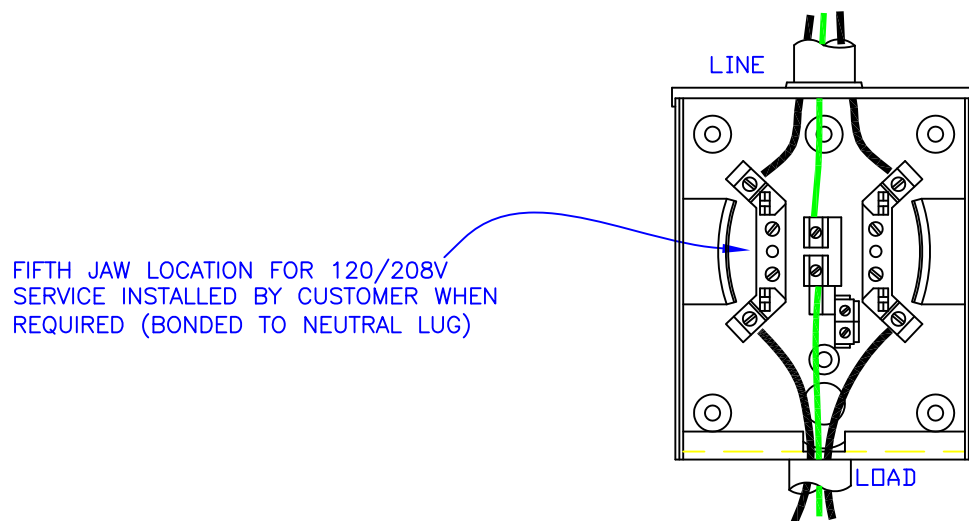 LINE
FIFTH JAW LOCATION FOR 120/208V
SERVICE INSTALLED BY CUSTOMER WHEN
REQUIRED (BONDED TO NEUTRAL LUG)
LOAD